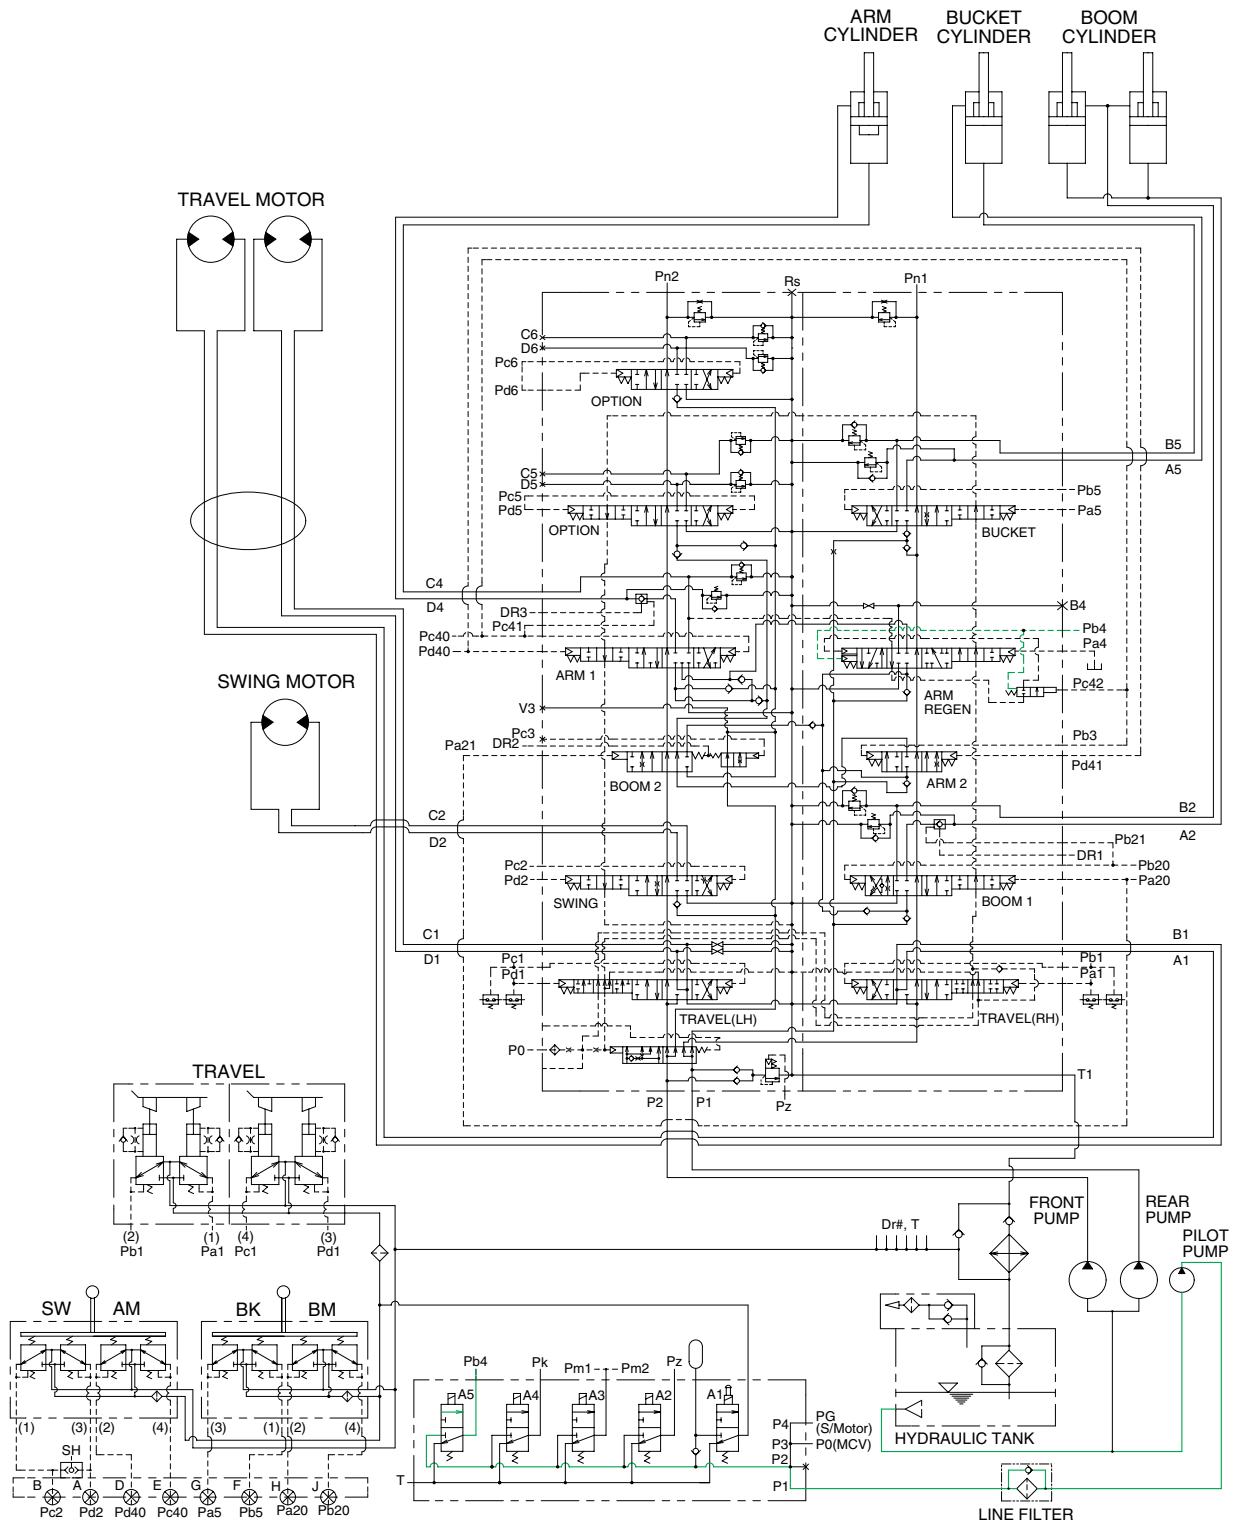 ARM
CYLINDER
BUCKET
CYLINDER
BOOM
CYLINDER
TRAVEL MOTOR
Pn2
Rs
Pn1
C6
D6
Pc6
Pd6
OPTION
B5
A5
C5
D5
Pc5
Pd5
OPTION
Pb5
Pa5
BUCKET
C4
D4
DR3
Pc41
Pc40
Pd40
ARM 1
B4
Pb4
Pa4
Pc42
ARM
REGEN
SWING MOTOR
V3
Pc3
DR2
Pa21
BOOM 2
Pb3
Pd41
ARM 2
B2
A2
C2
D2
Pb21
DR1
Pc2
Pd2
SWING
Pb20
Pa20
BOOM 1
C1
D1
B1
A1
Pc1
Pd1
Pb1
Pa1
TRAVEL(LH)
TRAVEL(RH)
P0
T1
P2
P1
Pz
TRAVEL
(2)
Pb1
(1)
Pa1
(4)
Pc1
(3)
Pd1
Dr#, T
FRONT
PUMP
REAR
PUMP
PILOT
PUMP
SW
AM
BK
BM
(1)
(3)
(2)
(4)
(3)
(1)
(2)
(4)
SH
B
A
D
E
G
F
H
J
Pc2
Pd2
Pd40
Pc40
Pa5
Pb5
Pa20
Pb20
Pb4
Pk
Pm1
Pm2
Pz
A5
A4
A3
A2
A1
T
P4
P3
P2
P1
PG
(S/Motor)
P0(MCV)
HYDRAULIC TANK
LINE FILTER